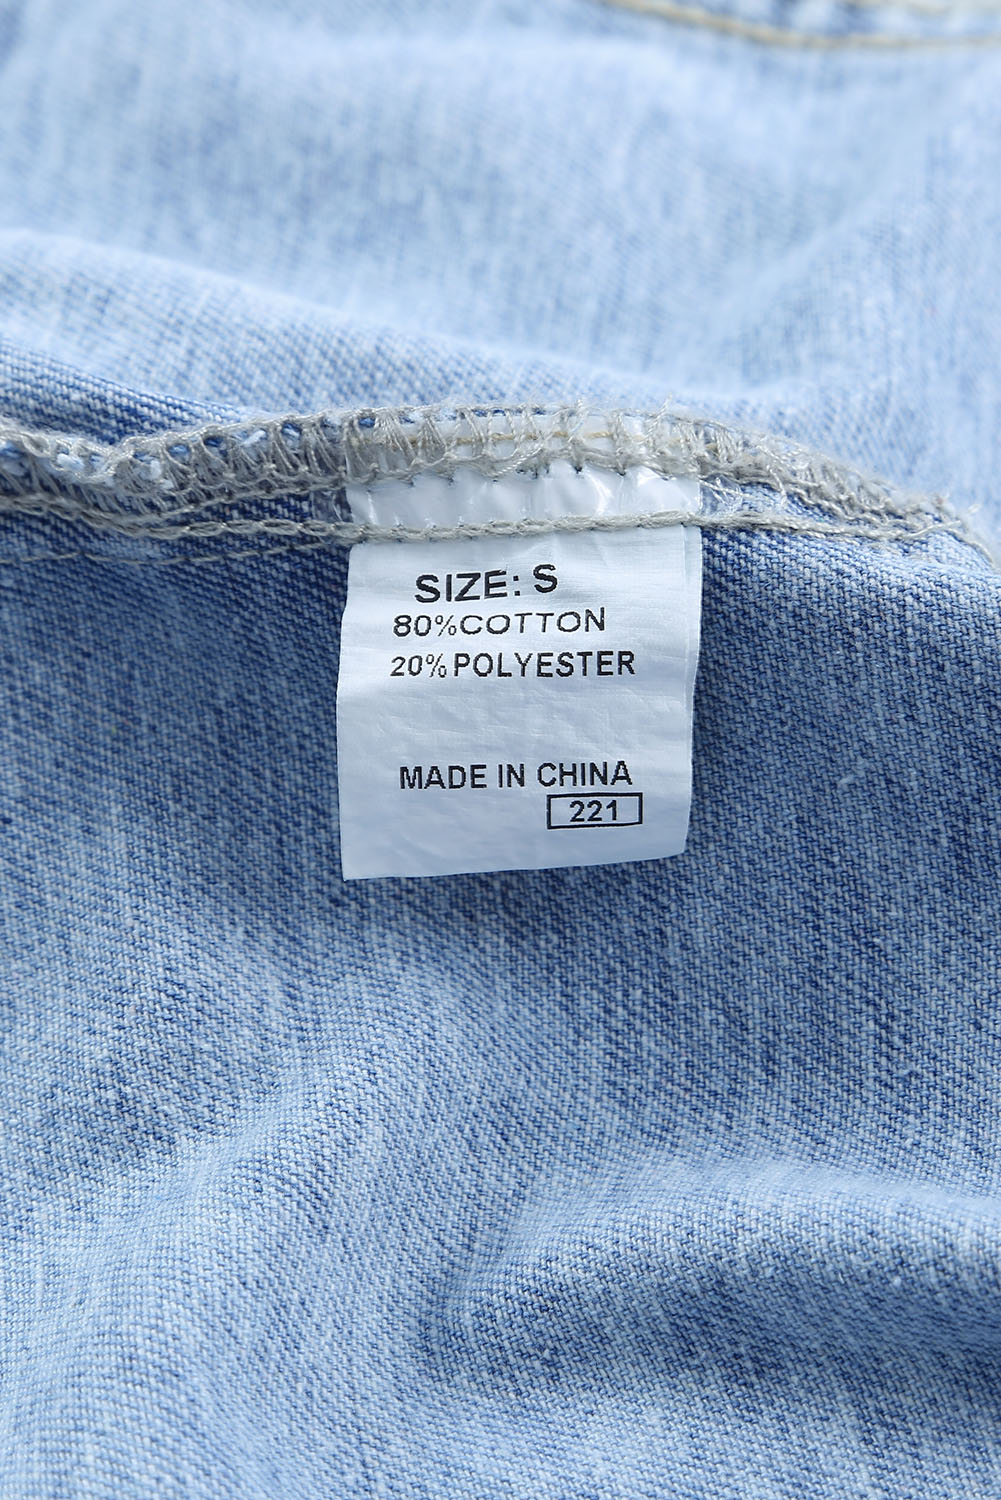 SIZE: S
80%COTTON
20%POLYESTER
MADE IN CHINA
221